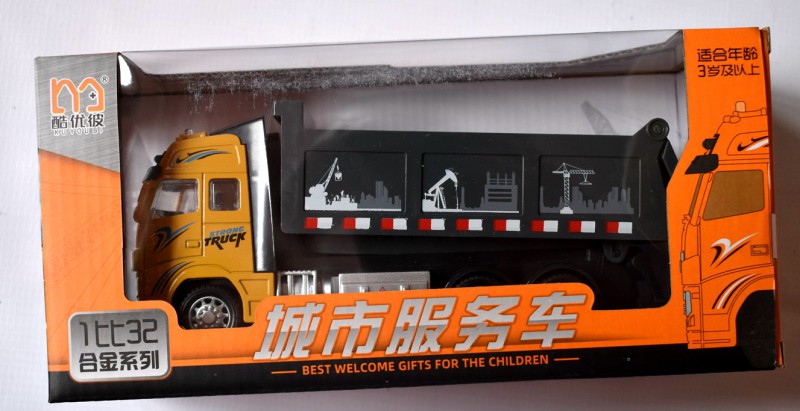 ®
酷优彼
KUYOUBI
适合年龄
3岁及以上
STRONG
TRUCK
1比32
合金系列
城市服务车
BEST WELCOME GIFTS FOR THE CHILDREN